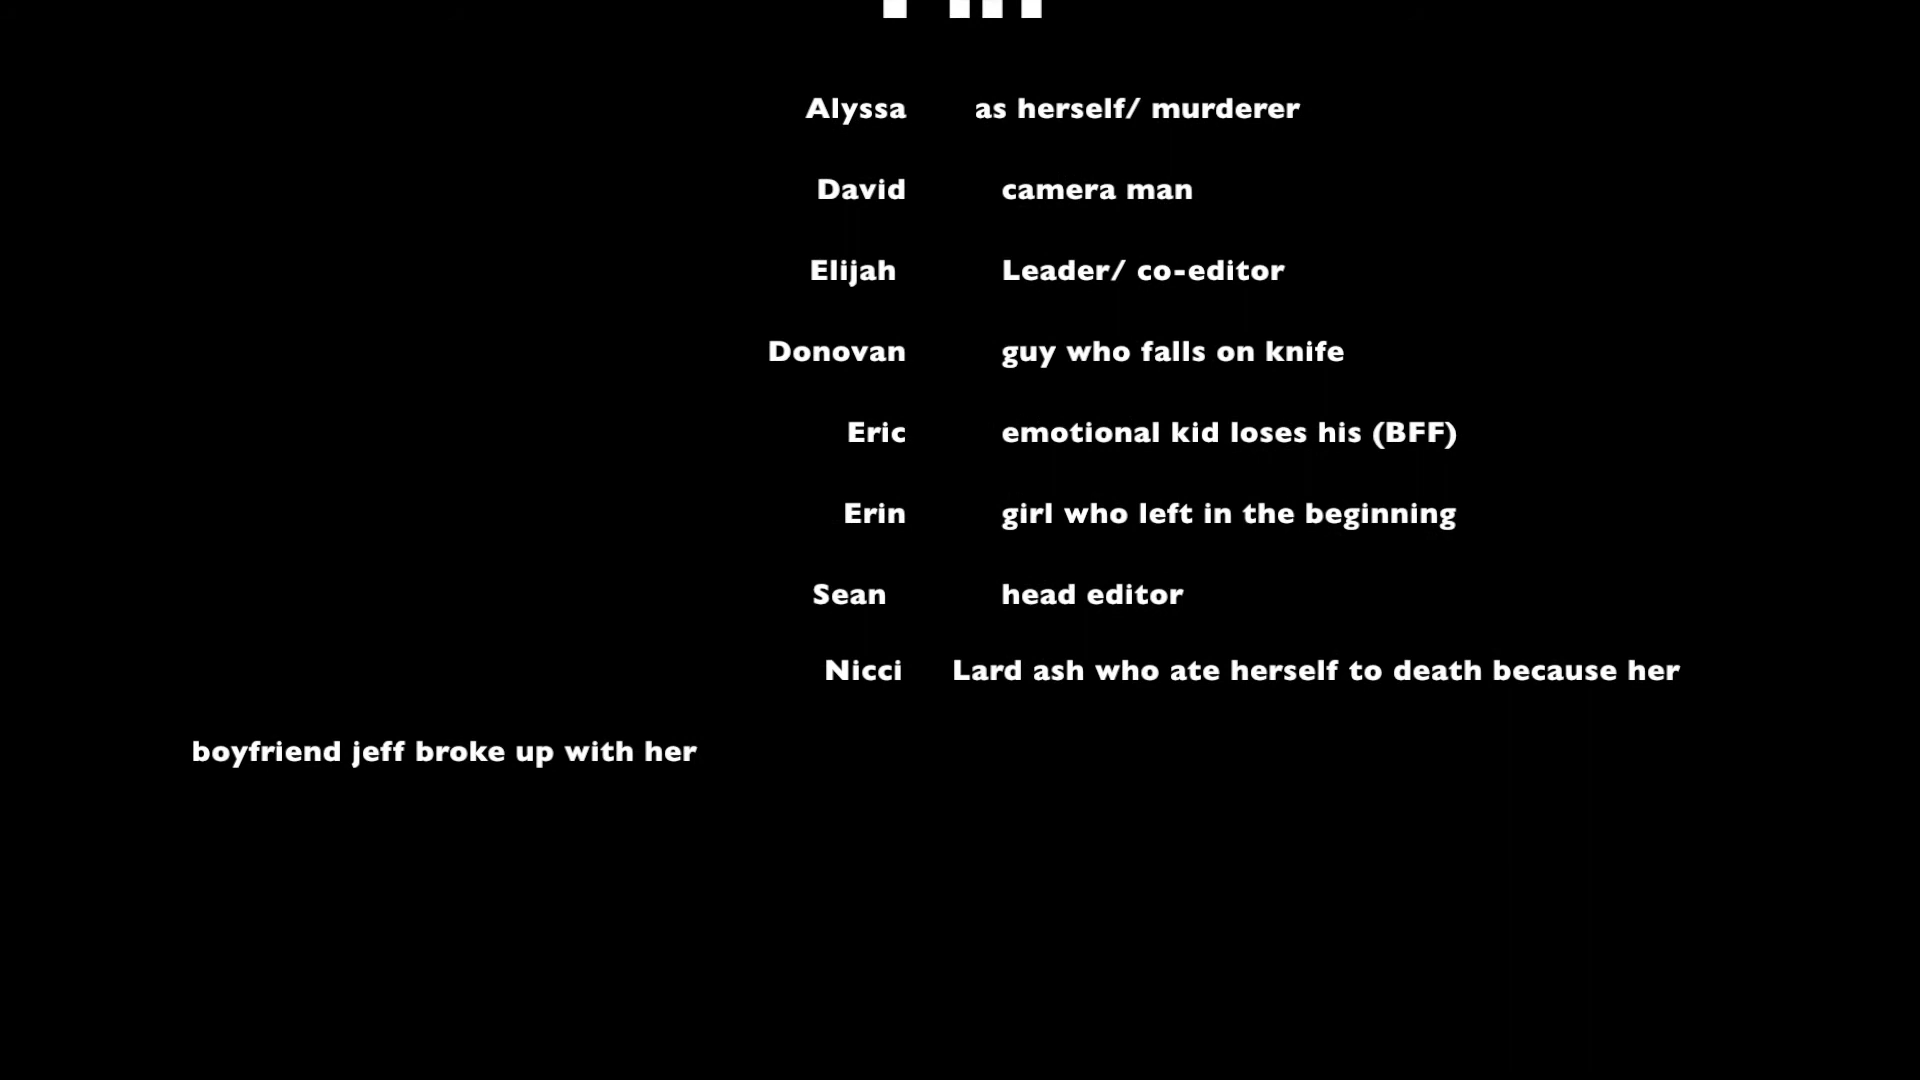 Alyssa as herself/ murderer
David camera man
Elijah Leader/ co-editor
Donovan guy who falls on knife
Eric emotional kid loses his (BFF)
Erin girl who left in the beginning
Sean head editor
Nicci Lard ash who ate herself to death because her
boyfriend jeff broke up with her